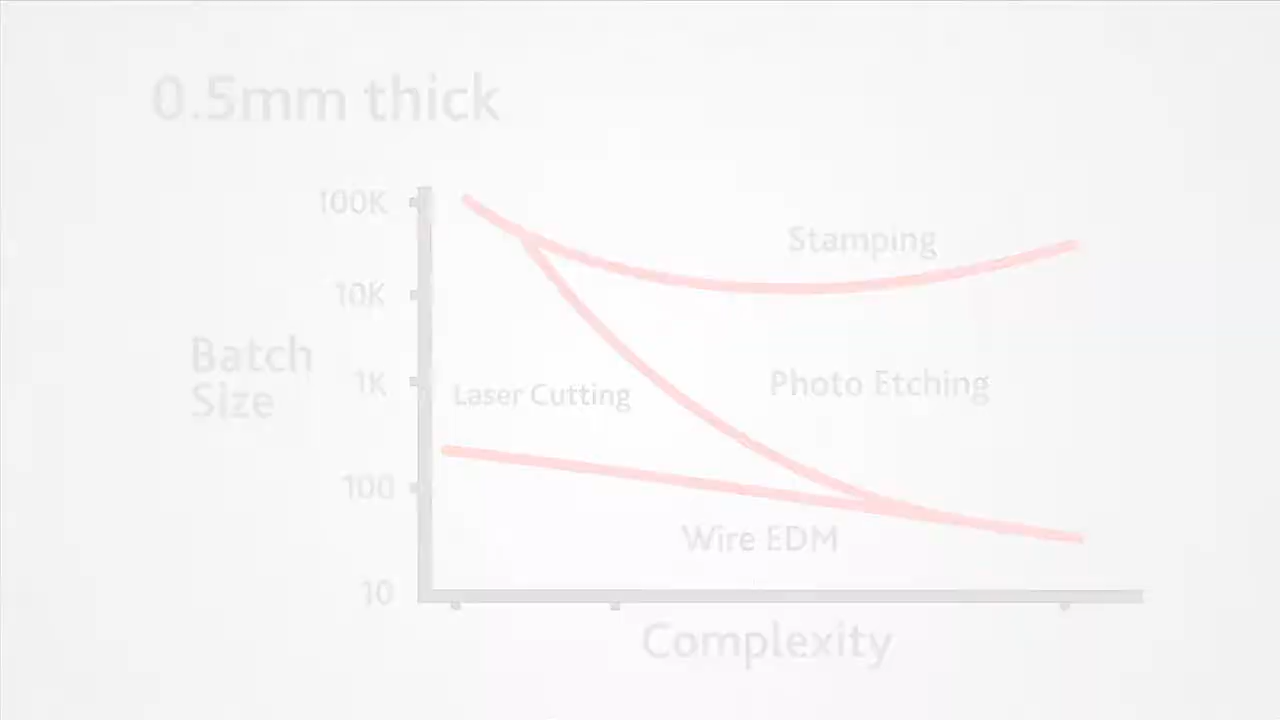 0.5mm thick
100K
Stamping
10K
Batch
Size
1K
Photo Etching
Laser Cutting
100
Wire EDM
10
Complexity